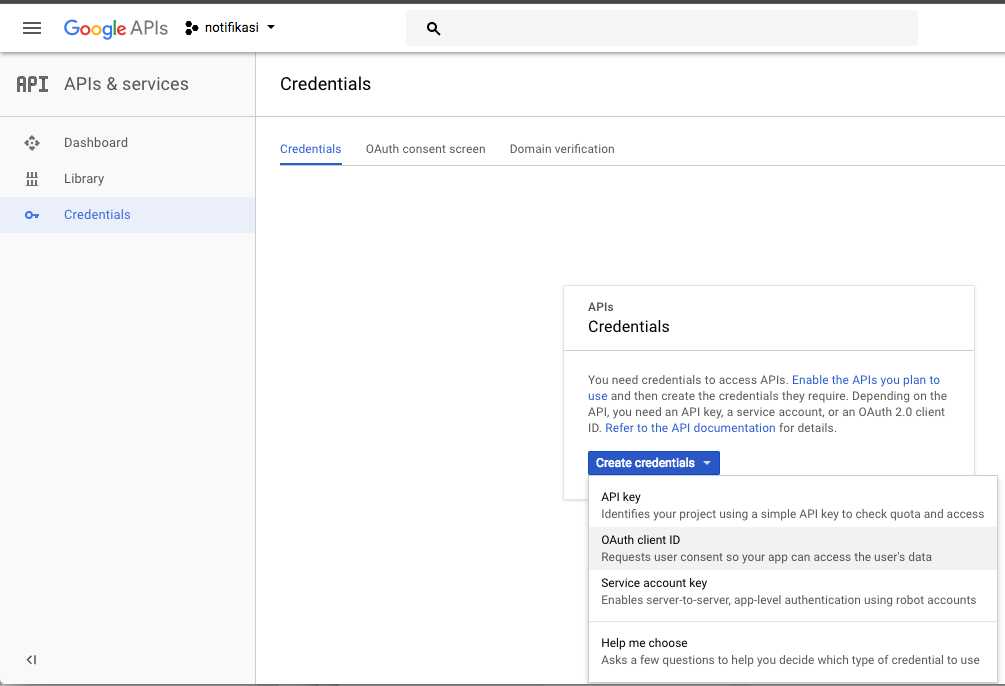 Google APIs
notifikasi
API APIs & services
Credentials
Dashboard
Library
Credentials
Credentials
OAuth consent screen
Domain verification
APIs
Credentials
You need credentials to access APIs. Enable the APIs you plan to
use and then create the credentials they require. Depending on the
API, you need an API key, a service account, or an OAuth 2.0 client
ID. Refer to the API documentation for details.
Create credentials
API key
Identifies your project using a simple API key to check quota and access
OAuth client ID
Requests user consent so your app can access the user's data
Service account key
Enables server-to-server, app-level authentication using robot accounts
Help me choose
Asks a few questions to help you decide which type of credential to use